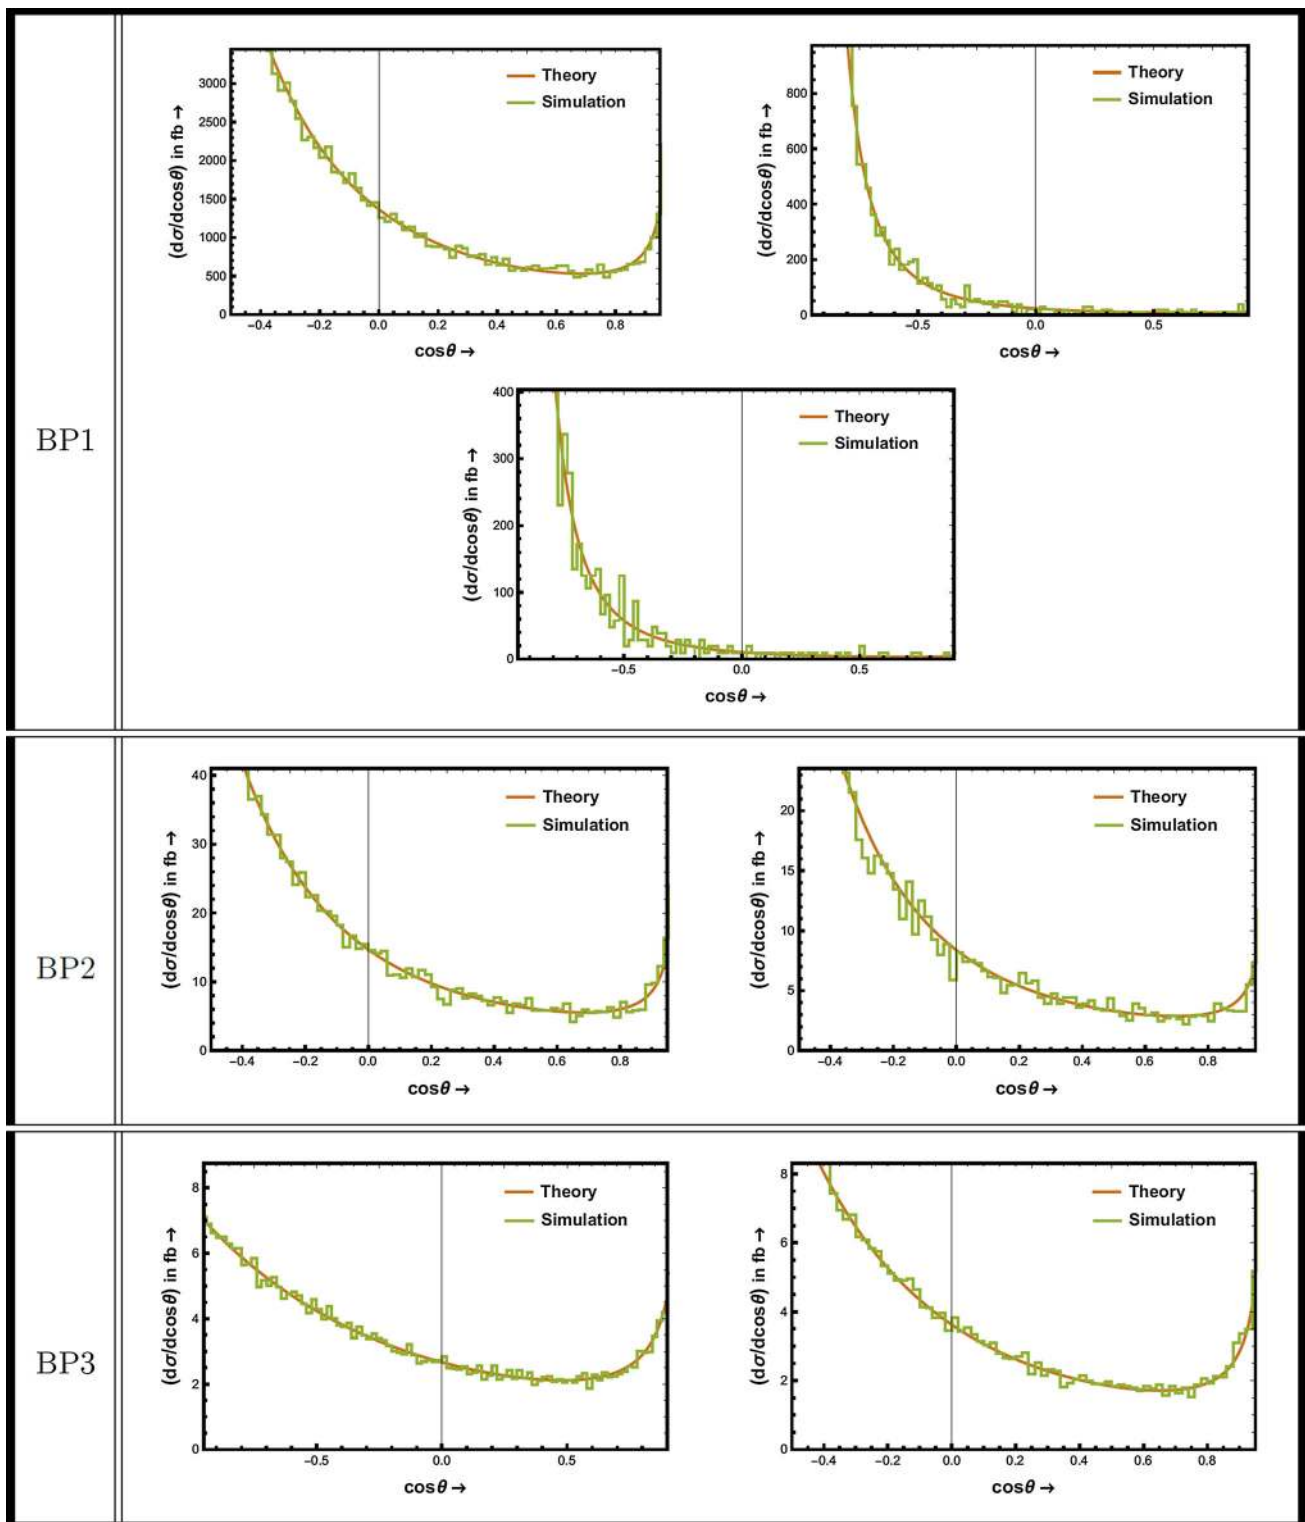 BP1
(dσ/dcosθ) in fb →
3000
2500
2000
1500
1000
500
0
Theory
Simulation
−0.4 −0.2 0.0 0.2 0.4 0.6 0.8
cosθ →
(dσ/dcosθ) in fb →
800
600
400
200
0
Theory
Simulation
−0.5 0.0 0.5
cosθ →
(dσ/dcosθ) in fb →
400
300
200
100
0
Theory
Simulation
−0.5 0.0 0.5
cosθ →
BP2
(dσ/dcosθ) in fb →
40
30
20
10
0
Theory
Simulation
−0.4 −0.2 0.0 0.2 0.4 0.6 0.8
cosθ →
(dσ/dcosθ) in fb →
20
15
10
5
0
Theory
Simulation
−0.4 −0.2 0.0 0.2 0.4 0.6 0.8
cosθ →
BP3
(dσ/dcosθ) in fb →
8
6
4
2
0
Theory
Simulation
−0.5 0.0 0.5
cosθ →
(dσ/dcosθ) in fb →
8
6
4
2
0
Theory
Simulation
−0.4 −0.2 0.0 0.2 0.4 0.6 0.8
cosθ →